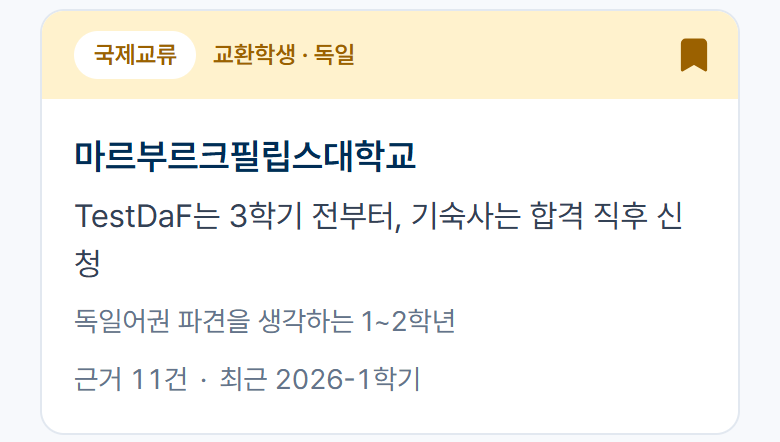 국제교류 교환학생 · 독일
마르부르크필립스대학교
TestDaF는 3학기 전부터, 기숙사는 합격 직후 신
청
독일어권 파견을 생각하는 1~2학년
근거 11건 · 최근 2026-1학기